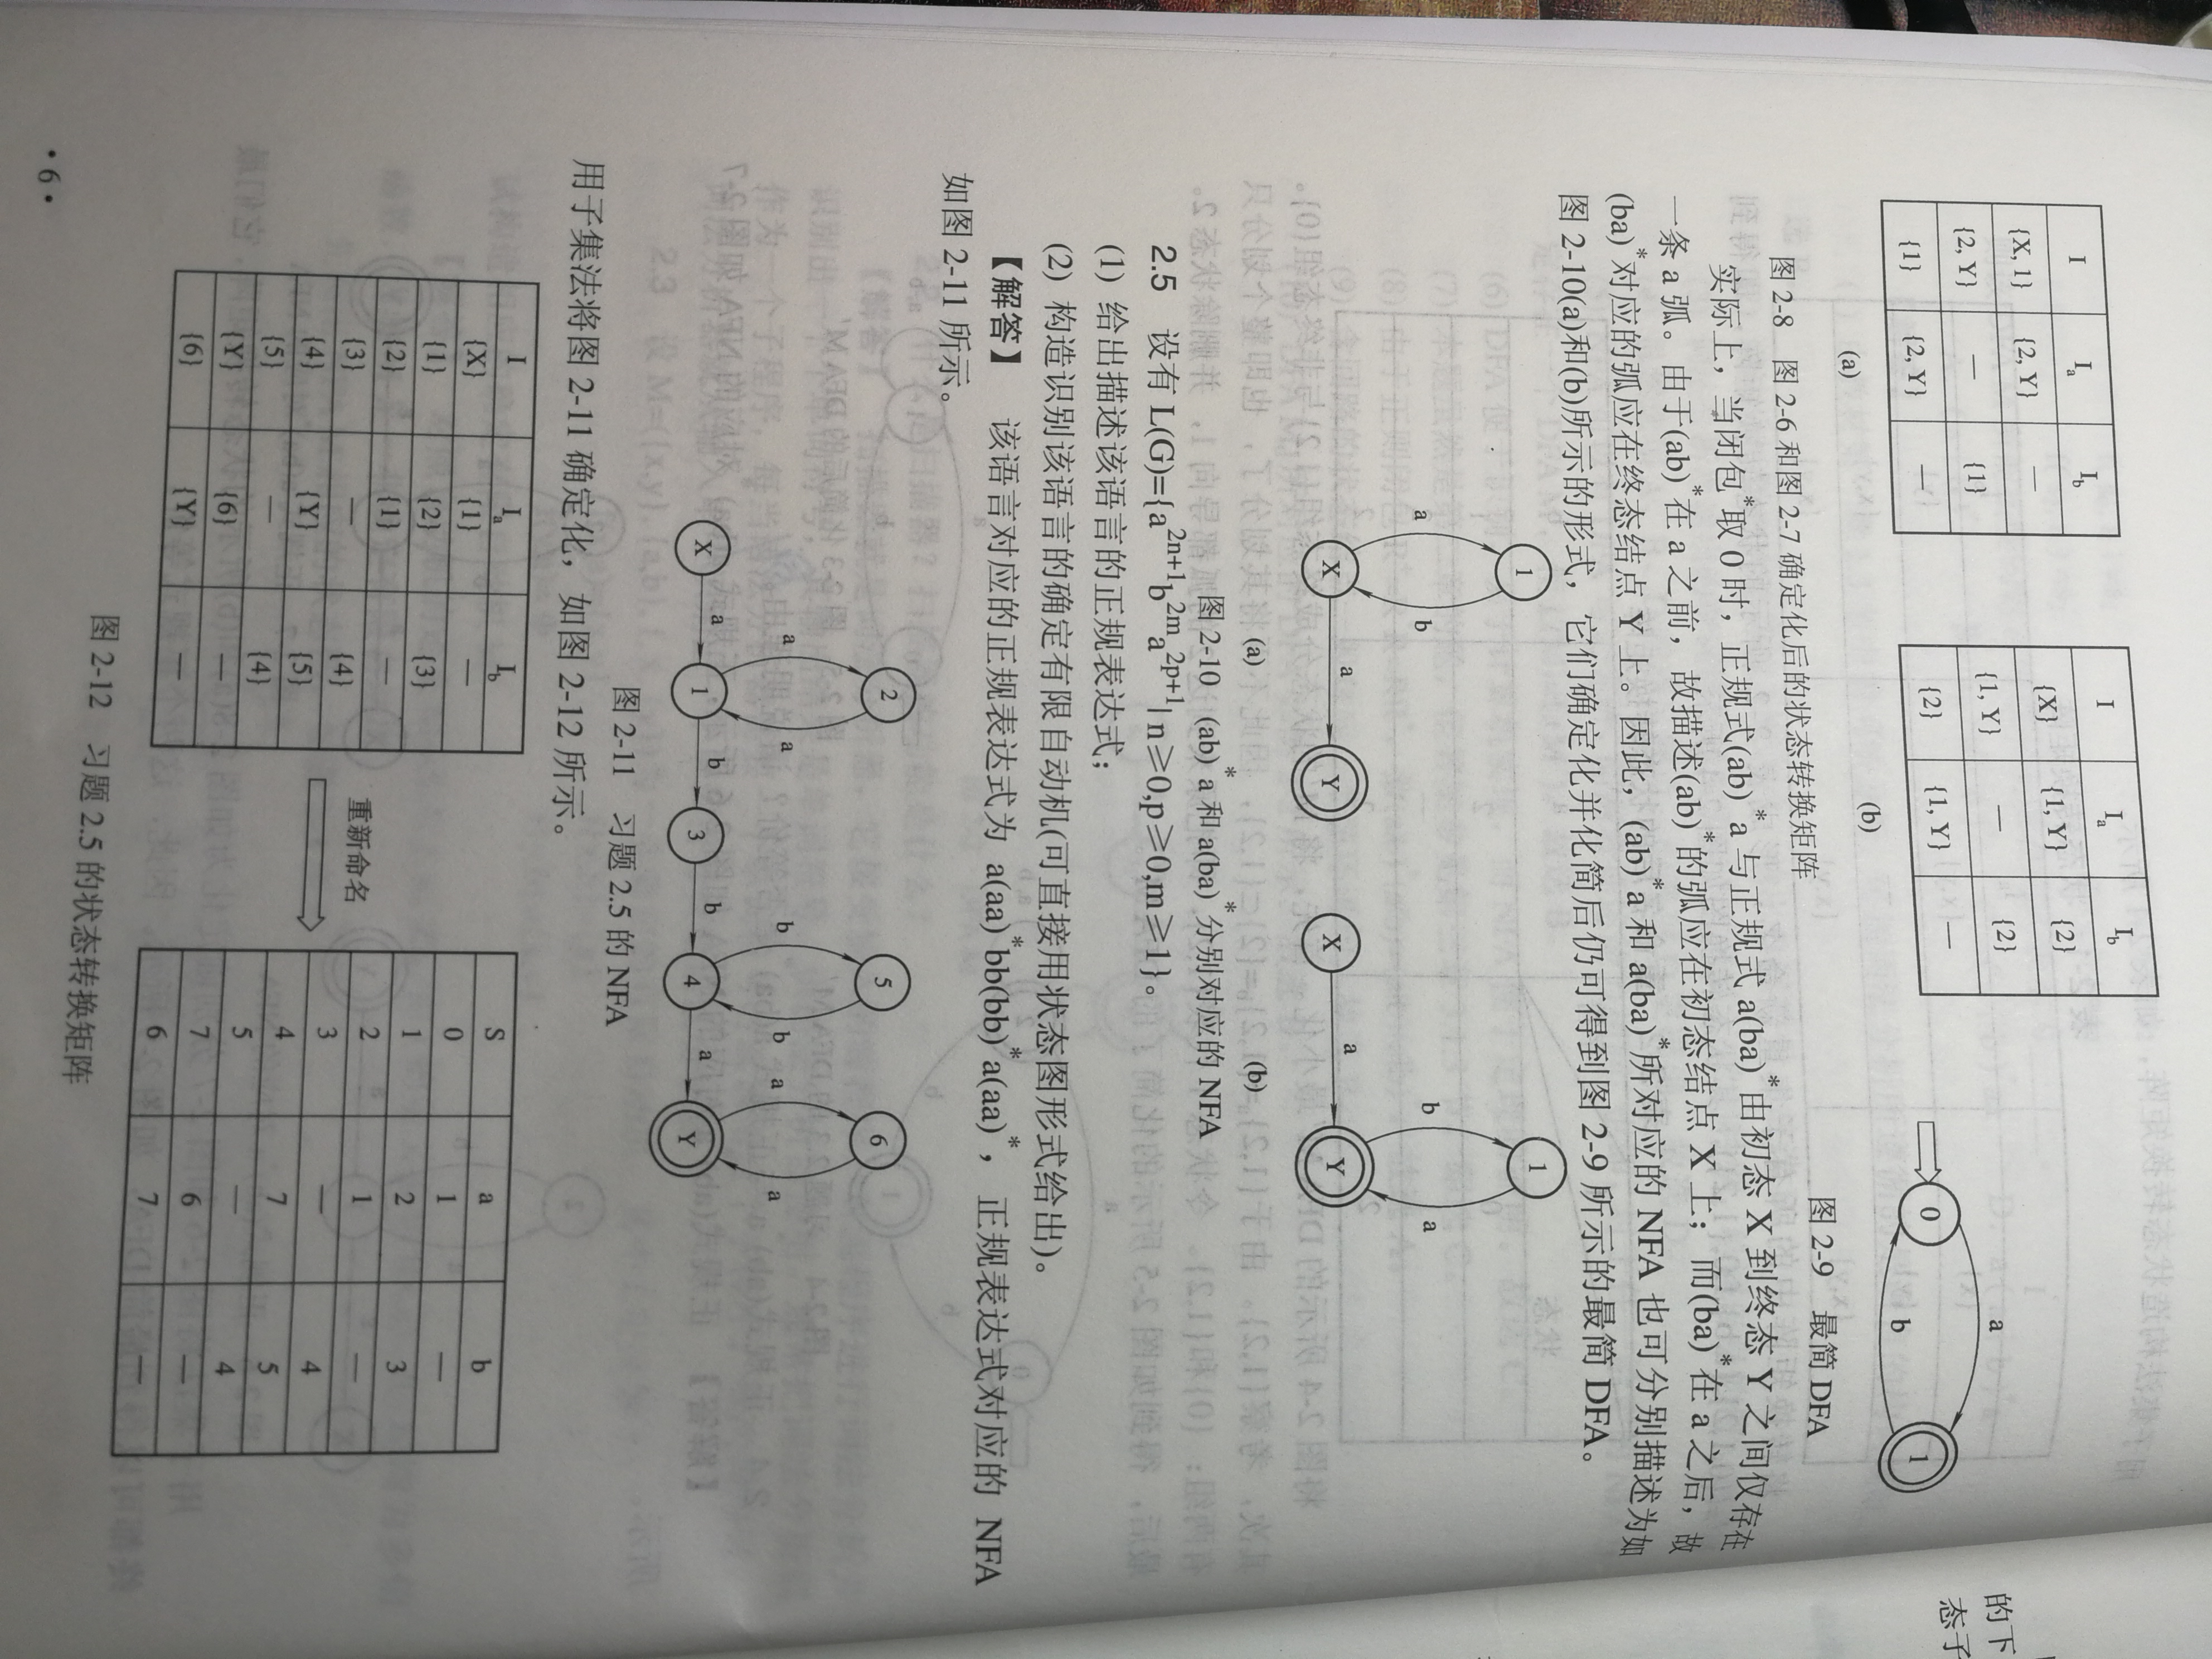 I	Ia	Ib
{X, 1}	{2, Y}	—
{2, Y}	—	{1}
{1}	{2, Y}	—
(a)
I	Ia	Ib
{X}	{1, Y}	{2}
{1, Y}	—	{2}
{2}	{1, Y}	—
(b)
图 2-8 图 2-6 和图 2-7 确定化后的状态转换矩阵
0 a b 1
图 2-9 最简 DFA
实际上，当闭包*取 0 时，正规式(ab)*a 与正规式 a(ba)*由初态 X 到终态 Y 之间仅存在
一条 a 弧。由于(ab)*在 a 之前，故描述(ab)*的弧应在初态结点 X 上；而(ba)*在 a 之后，故
(ba)*对应的弧应在终态结点 Y 上。因此，(ab)*a 和 a(ba)*所对应的 NFA 也可分别描述为如
图 2-10(a)和(b)所示的形式，它们确定化并化简后仍可得到图 2-9 所示的最简 DFA。
1
a b
X a Y
(a)
1
b a
X a Y
(b)
图 2-10 (ab)*a 和 a(ba)*分别对应的 NFA
2.5 设有 L(G)={a^{2n+1}b^{2m}a^{2p+1}| n≥0,p≥0,m≥1}。
(1) 给出描述该语言的正规表达式；
(2) 构造识别该语言的确定有限自动机(可直接用状态图形式给出)。
【解答】 该语言对应的正规表达式为 a(aa)*bb(bb)*a(aa)*，正规表达式对应的 NFA
如图 2-11 所示。
2 5 6
a a b b a a
X a 1 b 3 b 4 a Y
图 2-11 习题 2.5 的 NFA
用子集法将图 2-11 确定化，如图 2-12 所示。
I	Ia	Ib
{X}	{1}	—
{1}	{2}	{3}
{2}	{1}	—
{3}	—	{4}
{4}	{Y}	{5}
{5}	—	{4}
{Y}	{6}	—
{6}	{Y}	—
重新命名
S	a	b
0	1	—
1	2	3
2	1	—
3	—	4
4	7	5
5	—	4
7	6	—
6	7	—
图 2-12 习题 2.5 的状态转换矩阵
• 6 •
的下
态子